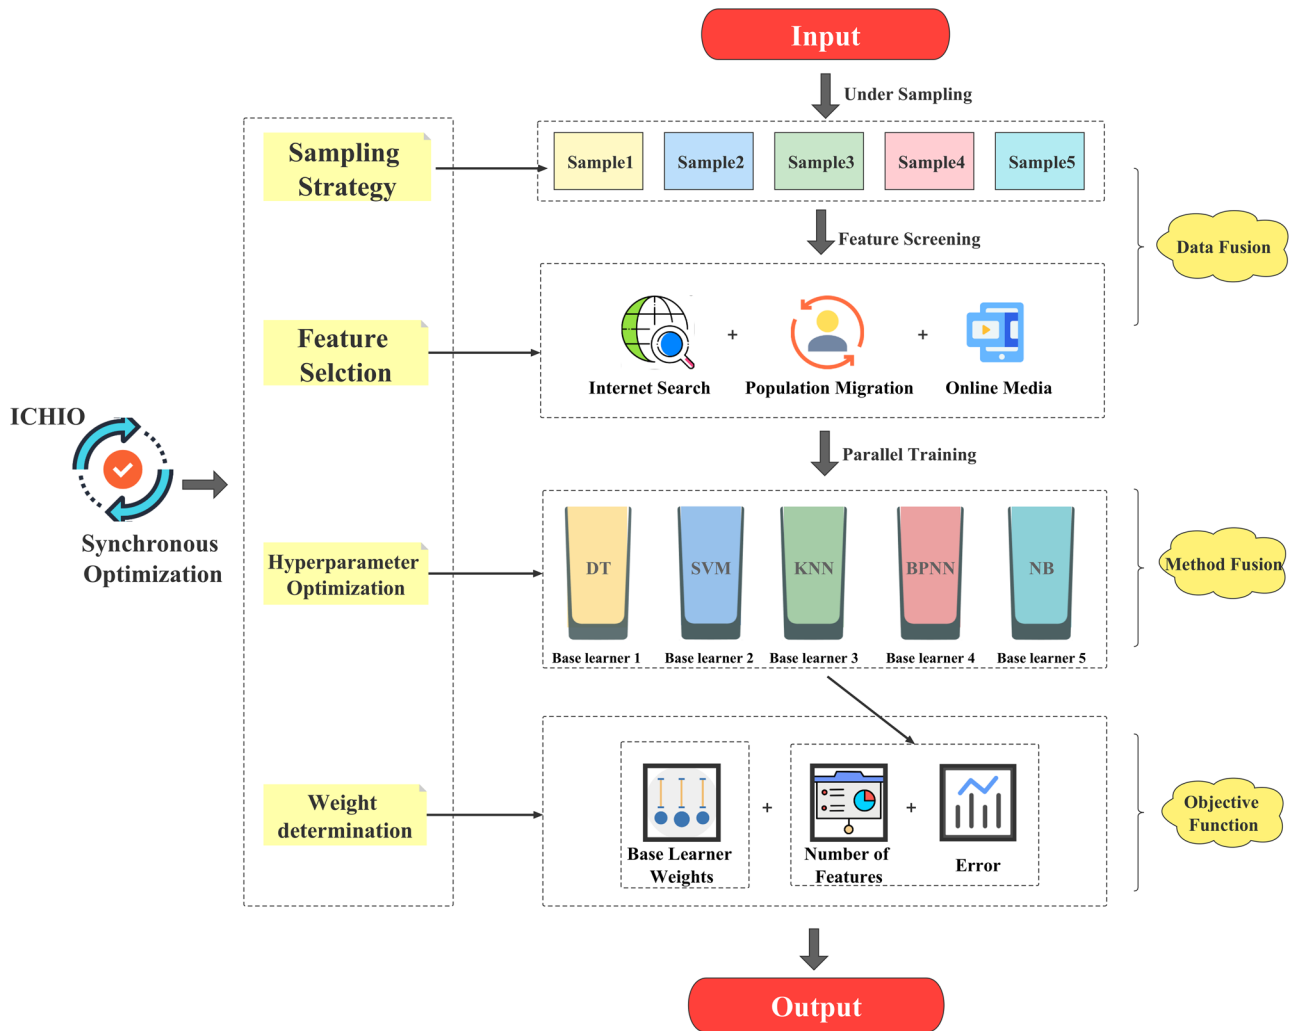 Input
Under Sampling
Sampling
Strategy
Sample1
Sample2
Sample3
Sample4
Sample5
Feature Screening
Data Fusion
Feature
Selction
+
+
Internet Search
Population Migration
Online Media
ICHIO
Synchronous
Optimization
Parallel Training
Hyperparameter
Optimization
DT
SVM
KNN
BPNN
NB
Base learner 1
Base learner 2
Base learner 3
Base learner 4
Base learner 5
Method Fusion
Weight
determination
+
+
Base Learner
Weights
Number of
Features
Error
Objective
Function
Output